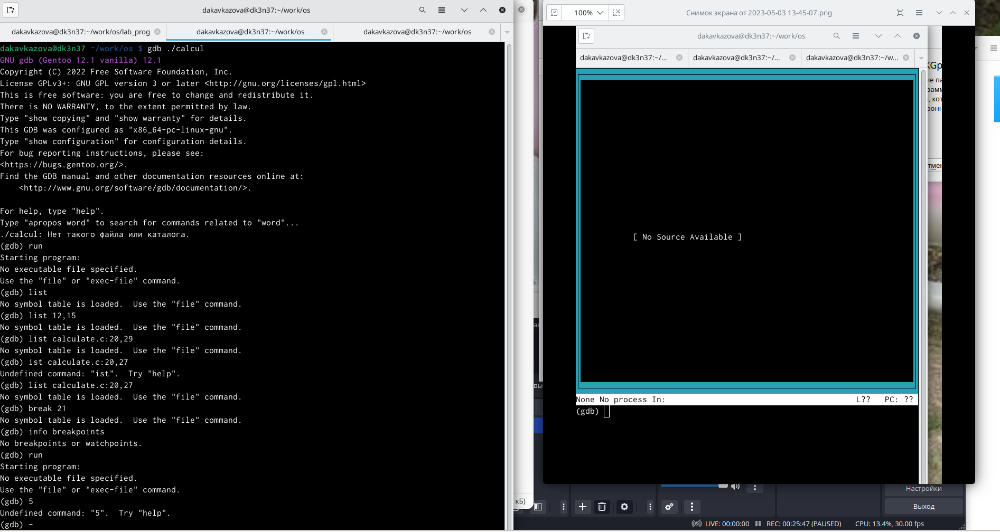 dakavkazova@dk3n37:~/work/os
dakavkazova@dk3n37:~/work/os/lab_prog
dakavkazova@dk3n37:~/work/os
dakavkazova@dk3n37:~/work/os
dakavkazova@dk3n37 ~/work/os $ gdb ./calcul
GNU gdb (Gentoo 12.1 vanilla) 12.1
Copyright (C) 2022 Free Software Foundation, Inc.
License GPLv3+: GNU GPL version 3 or later <http://gnu.org/licenses/gpl.html>
This is free software: you are free to change and redistribute it.
There is NO WARRANTY, to the extent permitted by law.
Type "show copying" and "show warranty" for details.
This GDB was configured as "x86_64-pc-linux-gnu".
Type "show configuration" for configuration details.
For bug reporting instructions, please see:
<https://bugs.gentoo.org/>.
Find the GDB manual and other documentation resources online at:
    <http://www.gnu.org/software/gdb/documentation/>.

For help, type "help".
Type "apropos word" to search for commands related to "word"...
./calcul: Нет такого файла или каталога.
(gdb) run
Starting program:
No executable file specified.
Use the "file" or "exec-file" command.
(gdb) list
No symbol table is loaded.  Use the "file" command.
(gdb) list 12,15
No symbol table is loaded.  Use the "file" command.
(gdb) list calculate.c:20,29
No symbol table is loaded.  Use the "file" command.
(gdb) ist calculate.c:20,27
Undefined command: "ist".  Try "help".
(gdb) list calculate.c:20,27
No symbol table is loaded.  Use the "file" command.
(gdb) break 21
No symbol table is loaded.  Use the "file" command.
(gdb) info breakpoints
No breakpoints or watchpoints.
(gdb) run
Starting program:
No executable file specified.
Use the "file" or "exec-file" command.
(gdb) 5
Undefined command: "5".  Try "help".
(gdb) -
100%
Снимок экрана от 2023-05-03 13-45-07.png
dakavkazova@dk3n37:~/work/os
dakavkazova@dk3n37:~/...
dakavkazova@dk3n37:~/...
dakavkazova@dk3n37:~/w...
[ No Source Available ]
None No process In:
L??   PC: ??
(gdb)
кБ)
Настройки
Выход
LIVE: 00:00:00
REC: 00:25:47 (PAUSED)
CPU: 13.4%, 30.00 fps